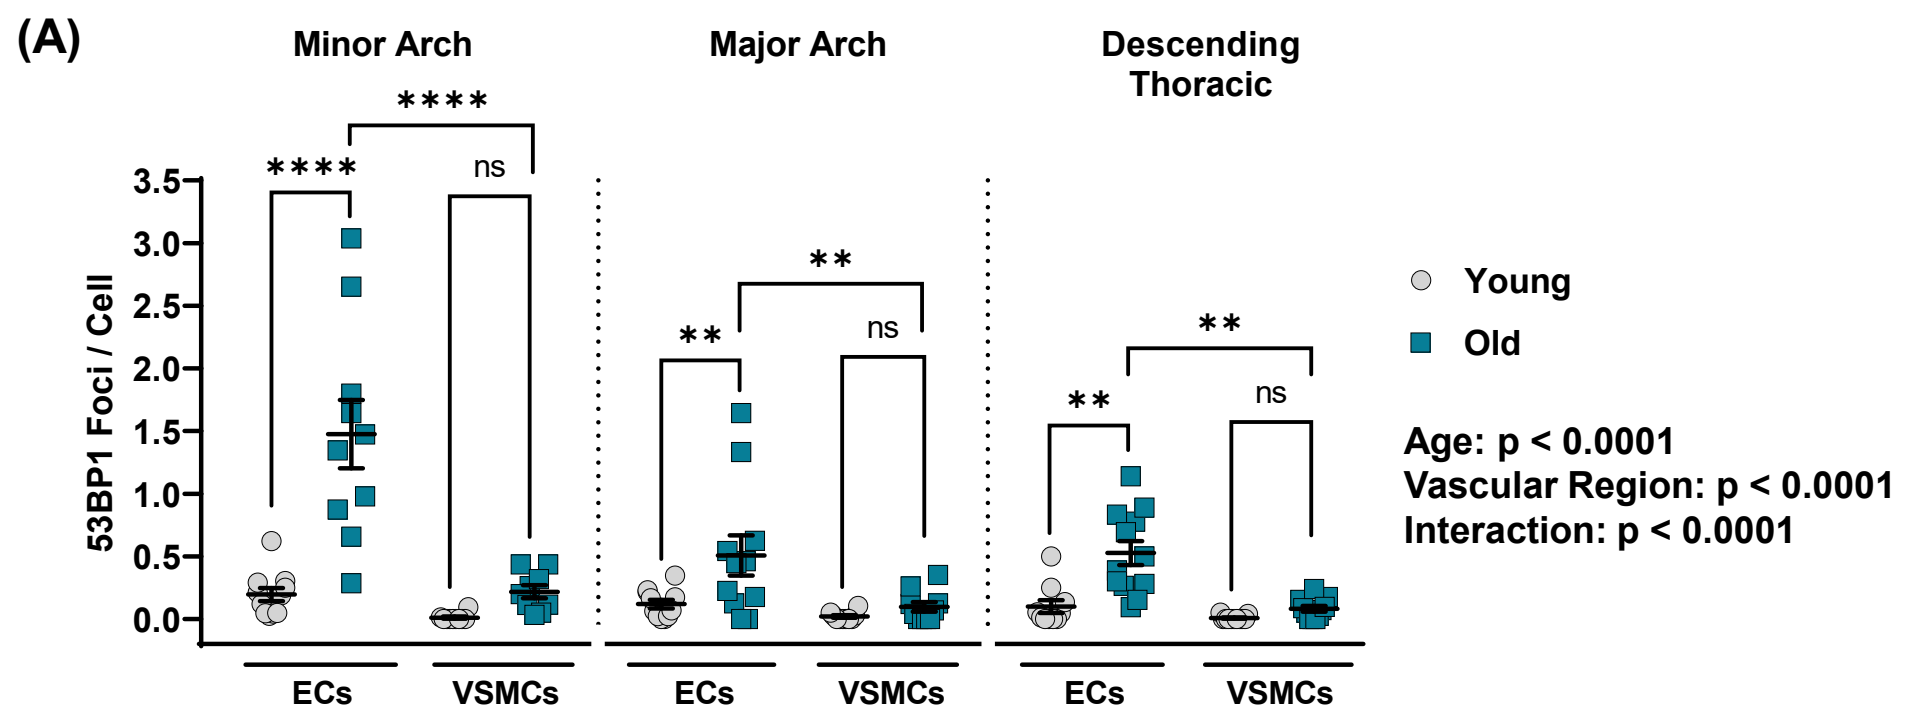 (A)
Minor Arch
Major Arch
Descending
Thoracic
****
****
ns
**
**
ns
**
**
ns
53BP1 Foci / Cell
3.5
3.0
2.5
2.0
1.5
1.0
0.5
0.0
ECs
VSMCs
ECs
VSMCs
ECs
VSMCs
Young
Old
Age: p < 0.0001
Vascular Region: p < 0.0001
Interaction: p < 0.0001